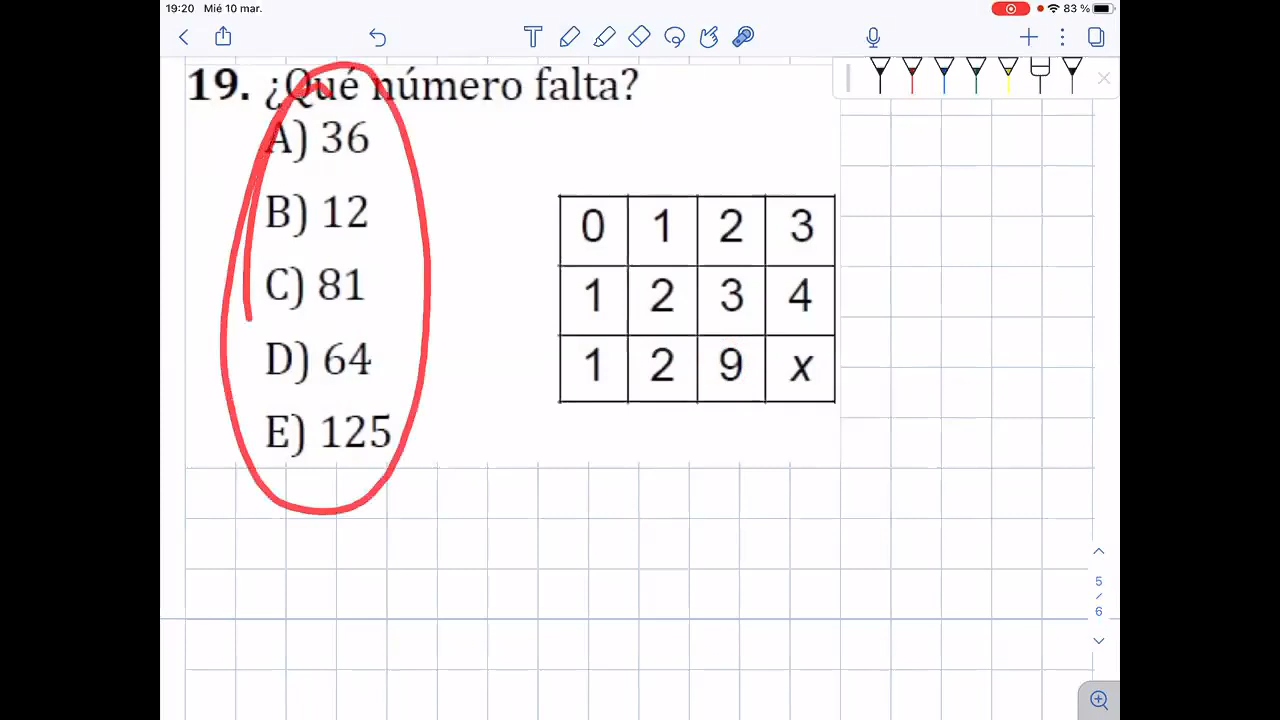 19:20 Mié 10 mar. 83 %
19. ¿Qué número falta?
A) 36
B) 12
C) 81
D) 64
E) 125
0 1 2 3
1 2 3 4
1 2 9 x
5
/
6